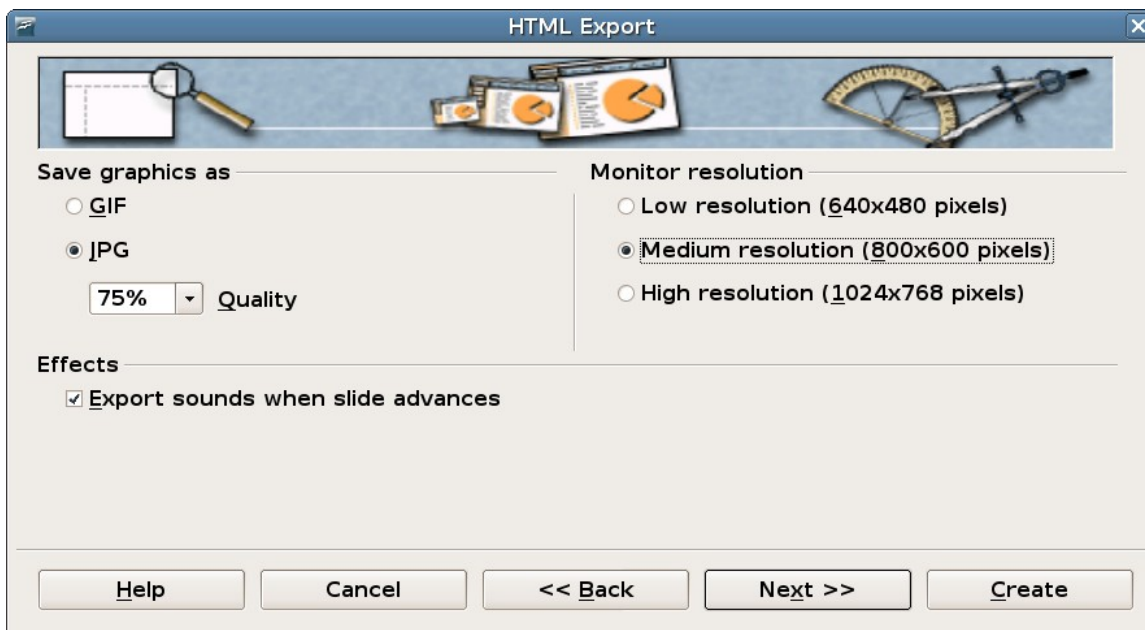 HTML Export
Save graphics as
GIF
JPG
75% Quality
Monitor resolution
Low resolution (640x480 pixels)
Medium resolution (800x600 pixels)
High resolution (1024x768 pixels)
Effects
Export sounds when slide advances
Help Cancel << Back Next >> Create